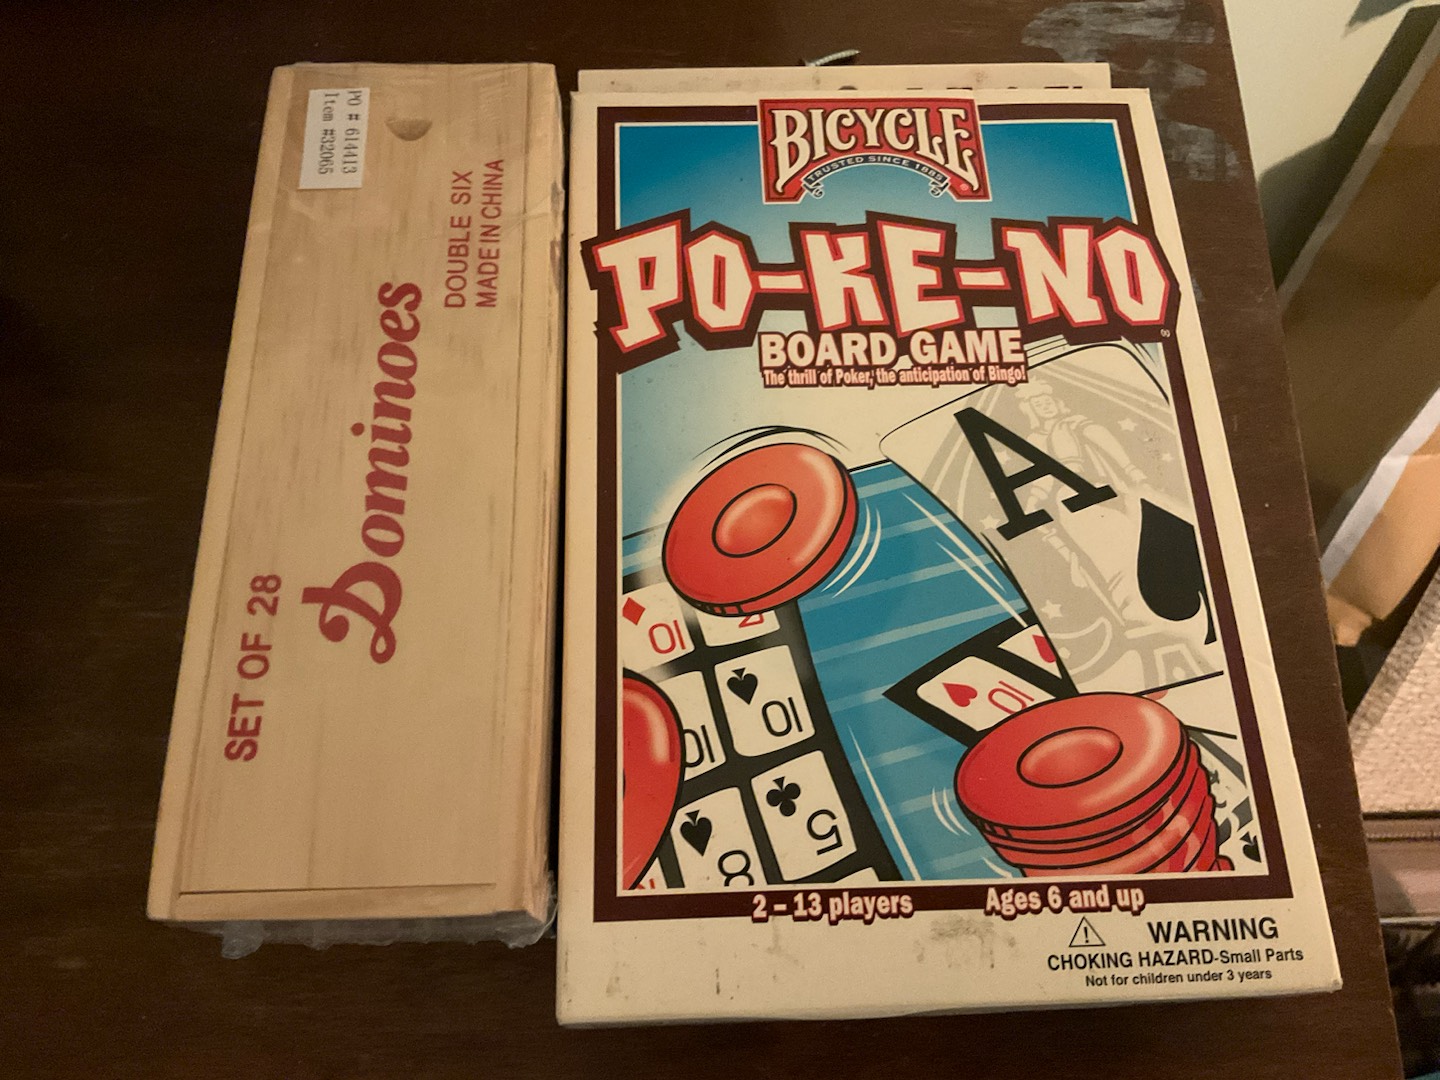 PO # 614413
Item #32065
DOUBLE SIX
MADE IN CHINA
Dominoes
SET OF 28
BICYCLE
TRUSTED SINCE 1885
®
PO-KE-NO
BOARD GAME
The thrill of Poker, the anticipation of Bingo!
A
10
10
10
10
5
8
2 – 13 players
Ages 6 and up
WARNING
CHOKING HAZARD-Small Parts
Not for children under 3 years